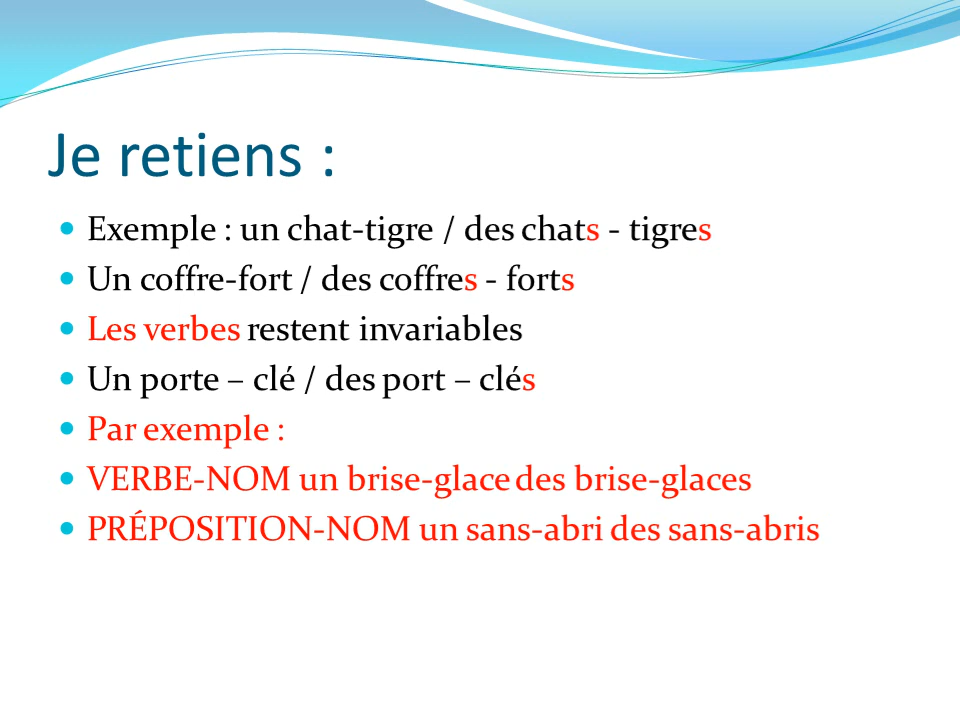 Je retiens :
Exemple : un chat-tigre / des chats - tigres
Un coffre-fort / des coffres - forts
Les verbes restent invariables
Un porte – clé / des port – clés
Par exemple :
VERBE-NOM un brise-glace des brise-glaces
PRÉPOSITION-NOM un sans-abri des sans-abris